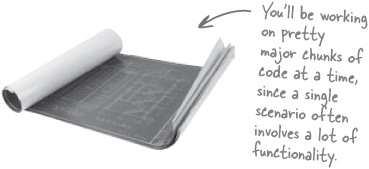 You'll be working
on pretty
major chunks of
code at a time,
since a single
scenario often
involves a lot of
functionality.